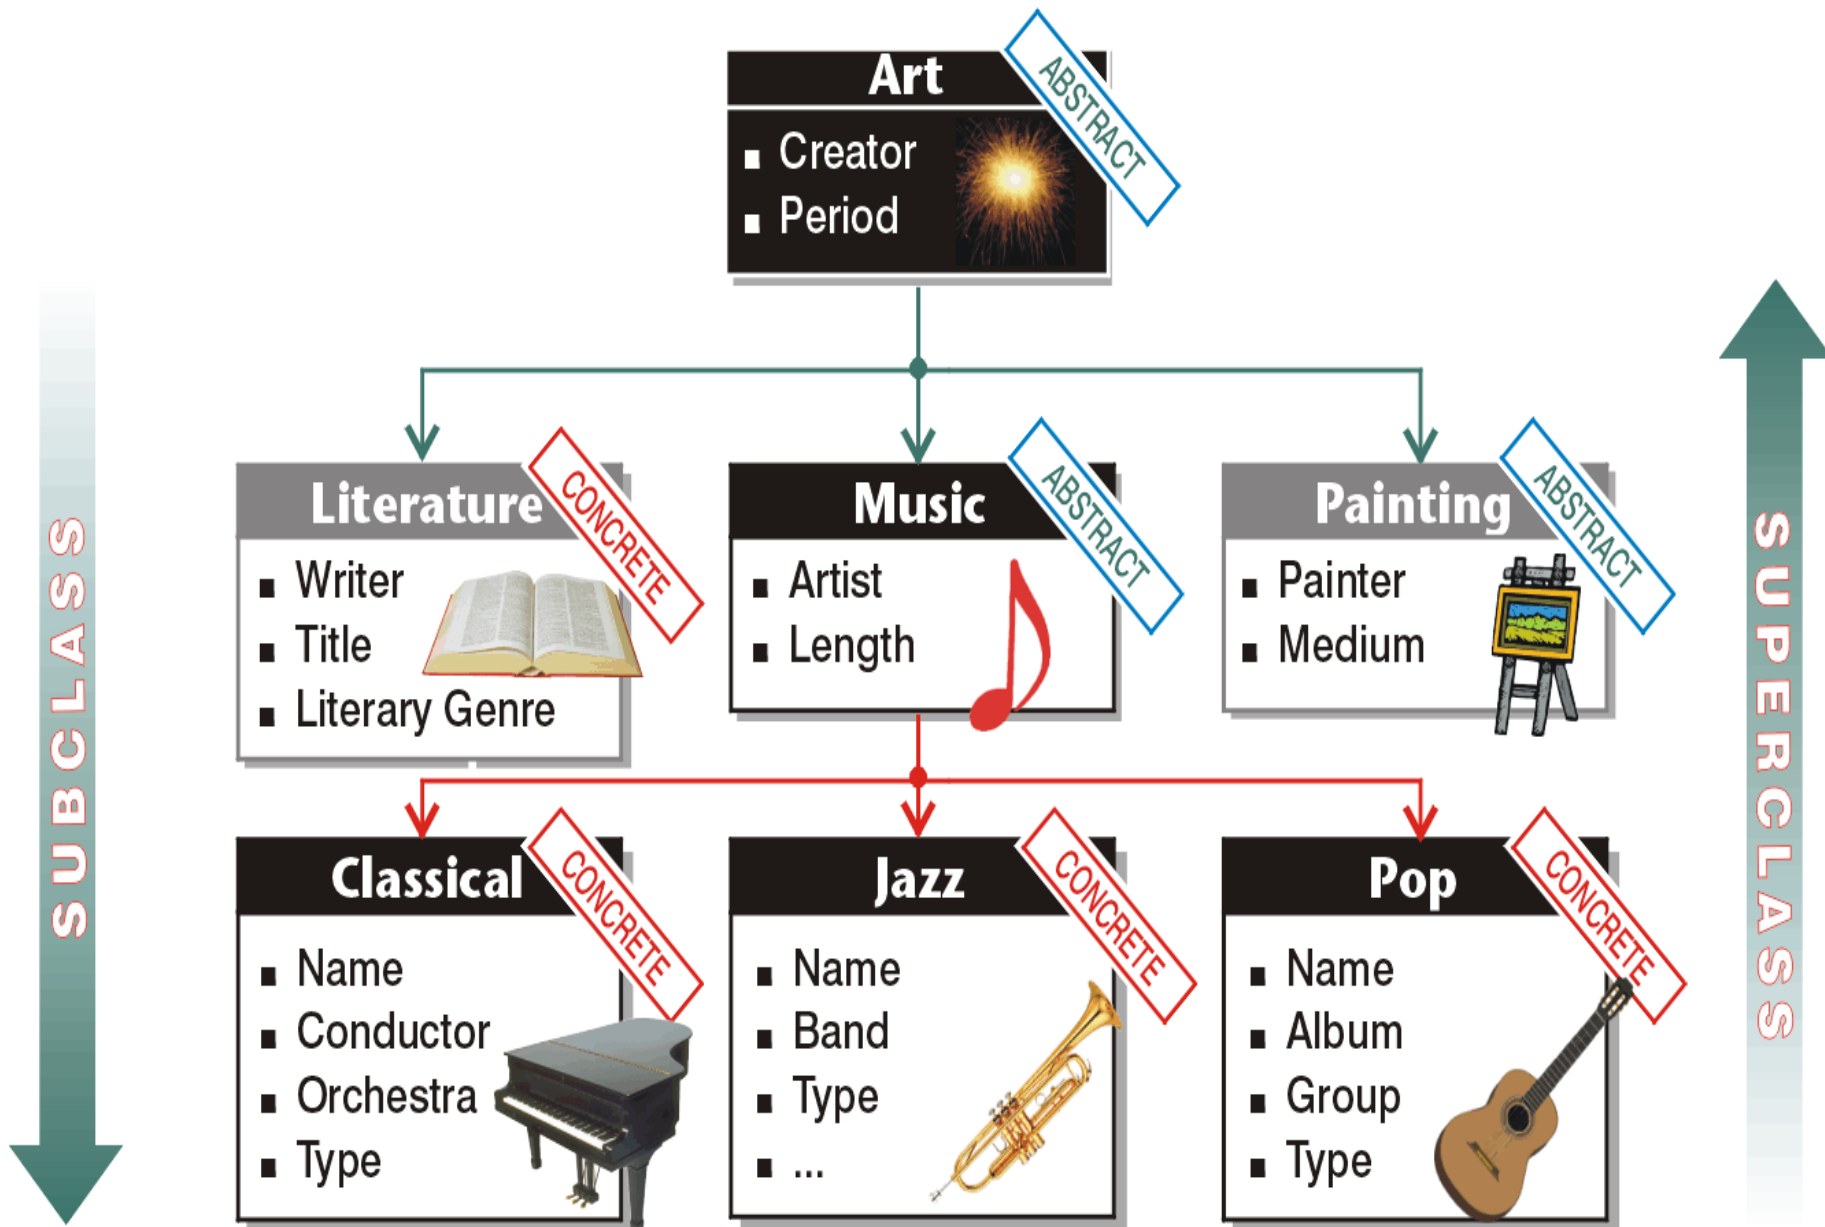 Art
ABSTRACT
▪ Creator
▪ Period
SUBCLASS
SUPERCLASS
Literature
CONCRETE
▪ Writer
▪ Title
▪ Literary Genre
Music
ABSTRACT
▪ Artist
▪ Length
Painting
ABSTRACT
▪ Painter
▪ Medium
Classical
CONCRETE
▪ Name
▪ Conductor
▪ Orchestra
▪ Type
Jazz
CONCRETE
▪ Name
▪ Band
▪ Type
▪ ...
Pop
CONCRETE
▪ Name
▪ Album
▪ Group
▪ Type